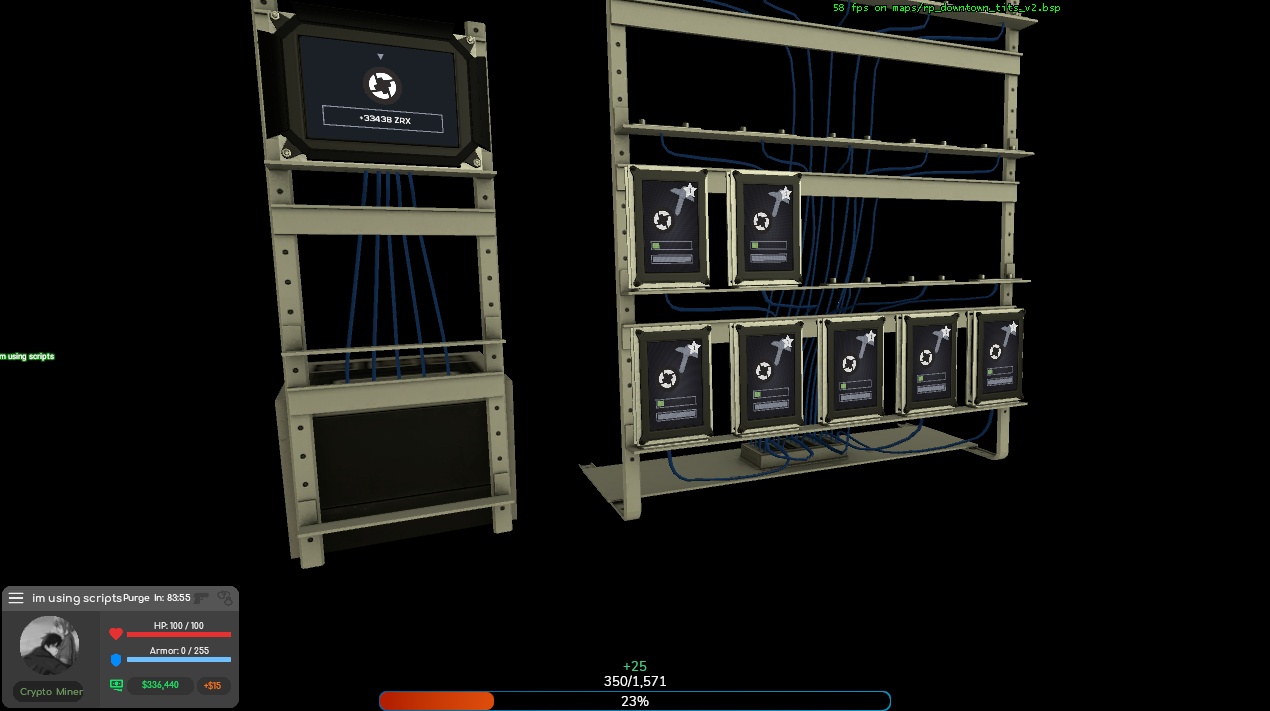 58 fps on maps/rp_downtown_tits_v2.bsp
+33438 ZRX
m using scripts
im using scripts Purge In: 83:55
HP: 100 / 100
Armor: 0 / 255
Crypto Miner
$336,440
+$15
+25
350/1,571
23%